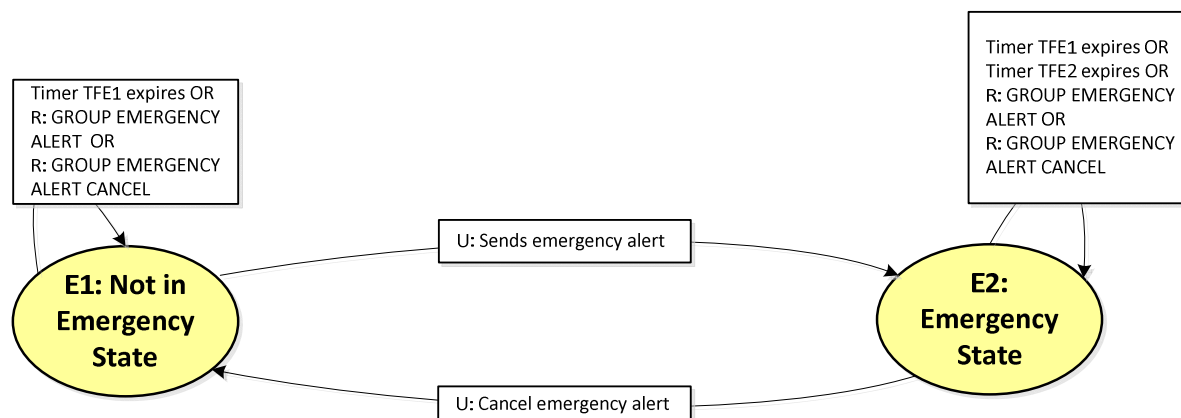 Timer TFE1 expires OR
R: GROUP EMERGENCY
ALERT OR
R: GROUP EMERGENCY
ALERT CANCEL
Timer TFE1 expires OR
Timer TFE2 expires OR
R: GROUP EMERGENCY
ALERT OR
R: GROUP EMERGENCY
ALERT CANCEL
U: Sends emergency alert
E1: Not in
Emergency
State
E2:
Emergency
State
U: Cancel emergency alert